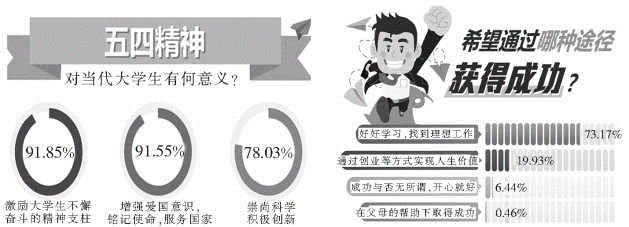 五四精神
对当代大学生有何意义?
91.85%
91.55%
78.03%
激励大学生不懈
奋斗的精神支柱
增强爱国意识,
铭记使命,服务国家
崇尚科学
积极创新
希望通过哪种途径
获得成功?
好好学习,找到理想工作 73.17%
通过创业等方式实现人生价值 19.93%
成功与否无所谓,开心就好 6.44%
在父母的帮助下取得成功 0.46%